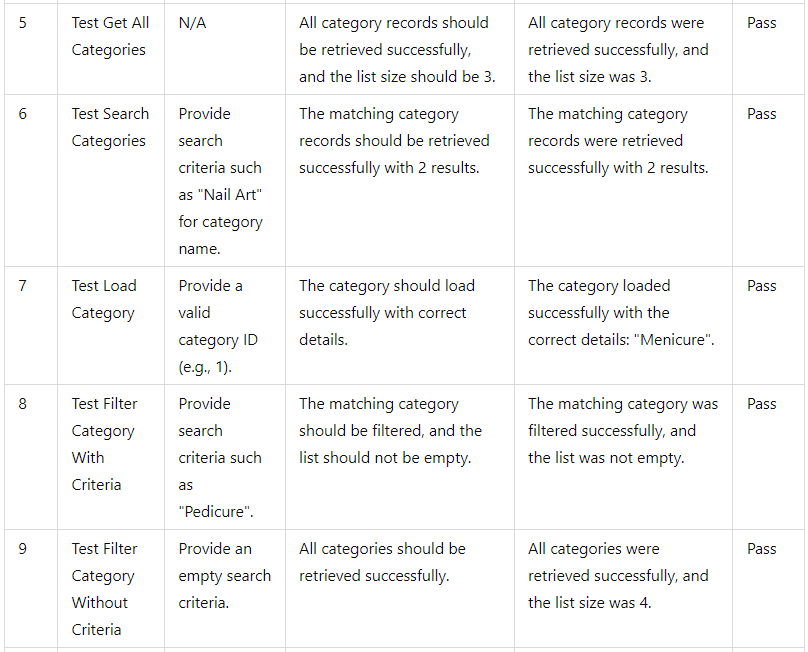 5
Test Get All
Categories
N/A
All category records should
be retrieved successfully,
and the list size should be 3.
All category records were
retrieved successfully, and
the list size was 3.
Pass
6
Test Search
Categories
Provide
search
criteria such
as "Nail Art"
for category
name.
The matching category
records should be retrieved
successfully with 2 results.
The matching category
records were retrieved
successfully with 2 results.
Pass
7
Test Load
Category
Provide a
valid
category ID
(e.g., 1).
The category should load
successfully with correct
details.
The category loaded
successfully with the
correct details: "Menicure".
Pass
8
Test Filter
Category
With
Criteria
Provide
search
criteria such
as
"Pedicure".
The matching category
should be filtered, and the
list should not be empty.
The matching category was
filtered successfully, and
the list was not empty.
Pass
9
Test Filter
Category
Without
Criteria
Provide an
empty search
criteria.
All categories should be
retrieved successfully.
All categories were
retrieved successfully, and
the list size was 4.
Pass